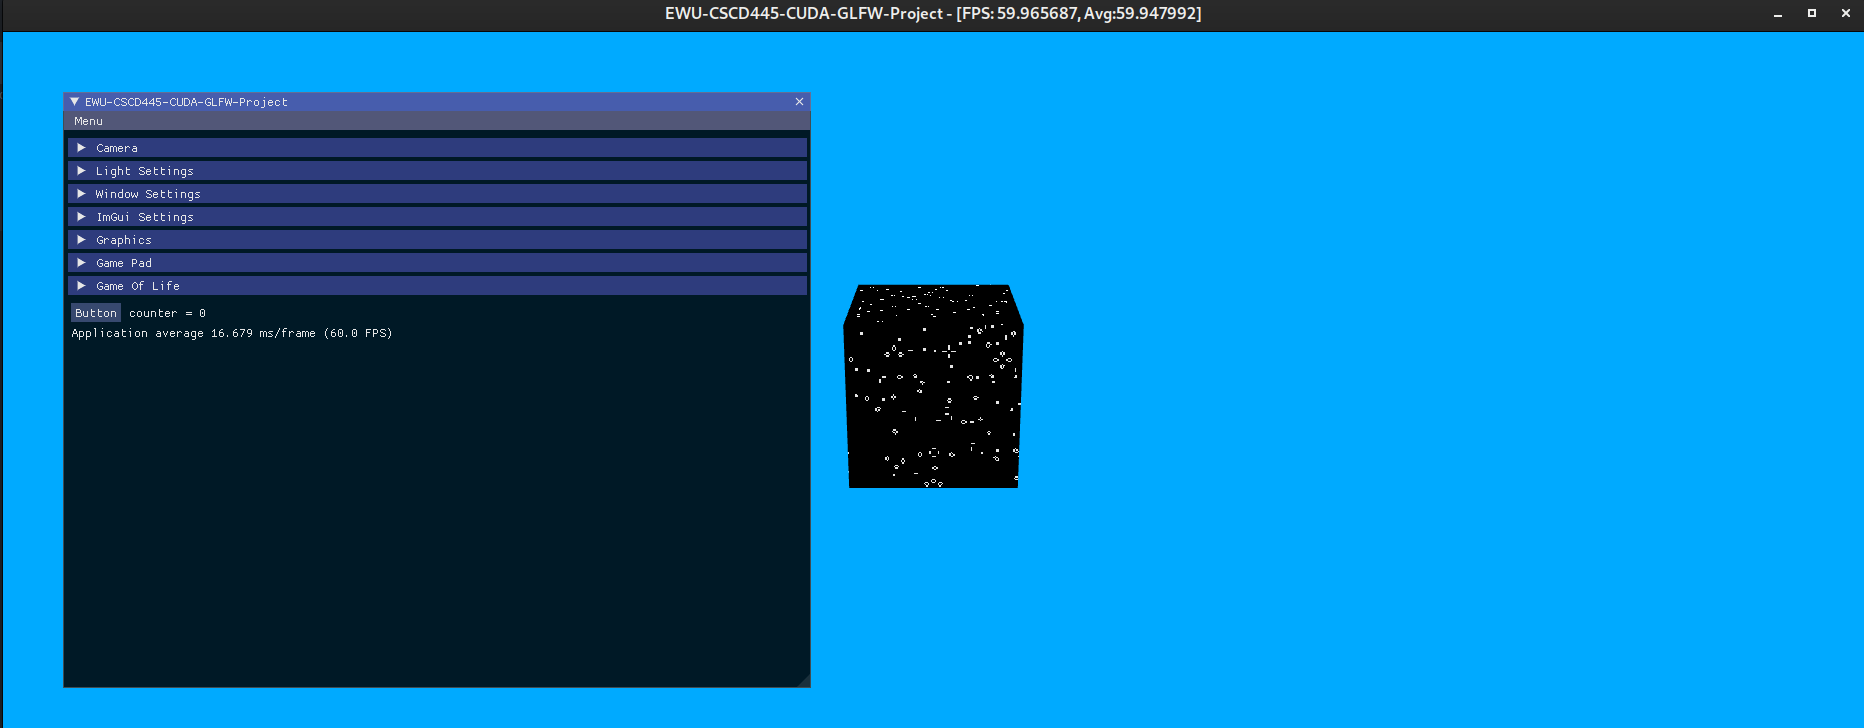 EWU-CSCD445-CUDA-GLFW-Project - [FPS: 59.965687, Avg:59.947992]
EWU-CSCD445-CUDA-GLFW-Project
Menu
Camera
Light Settings
Window Settings
ImGui Settings
Graphics
Game Pad
Game Of Life
Button counter = 0
Application average 16.679 ms/frame (60.0 FPS)